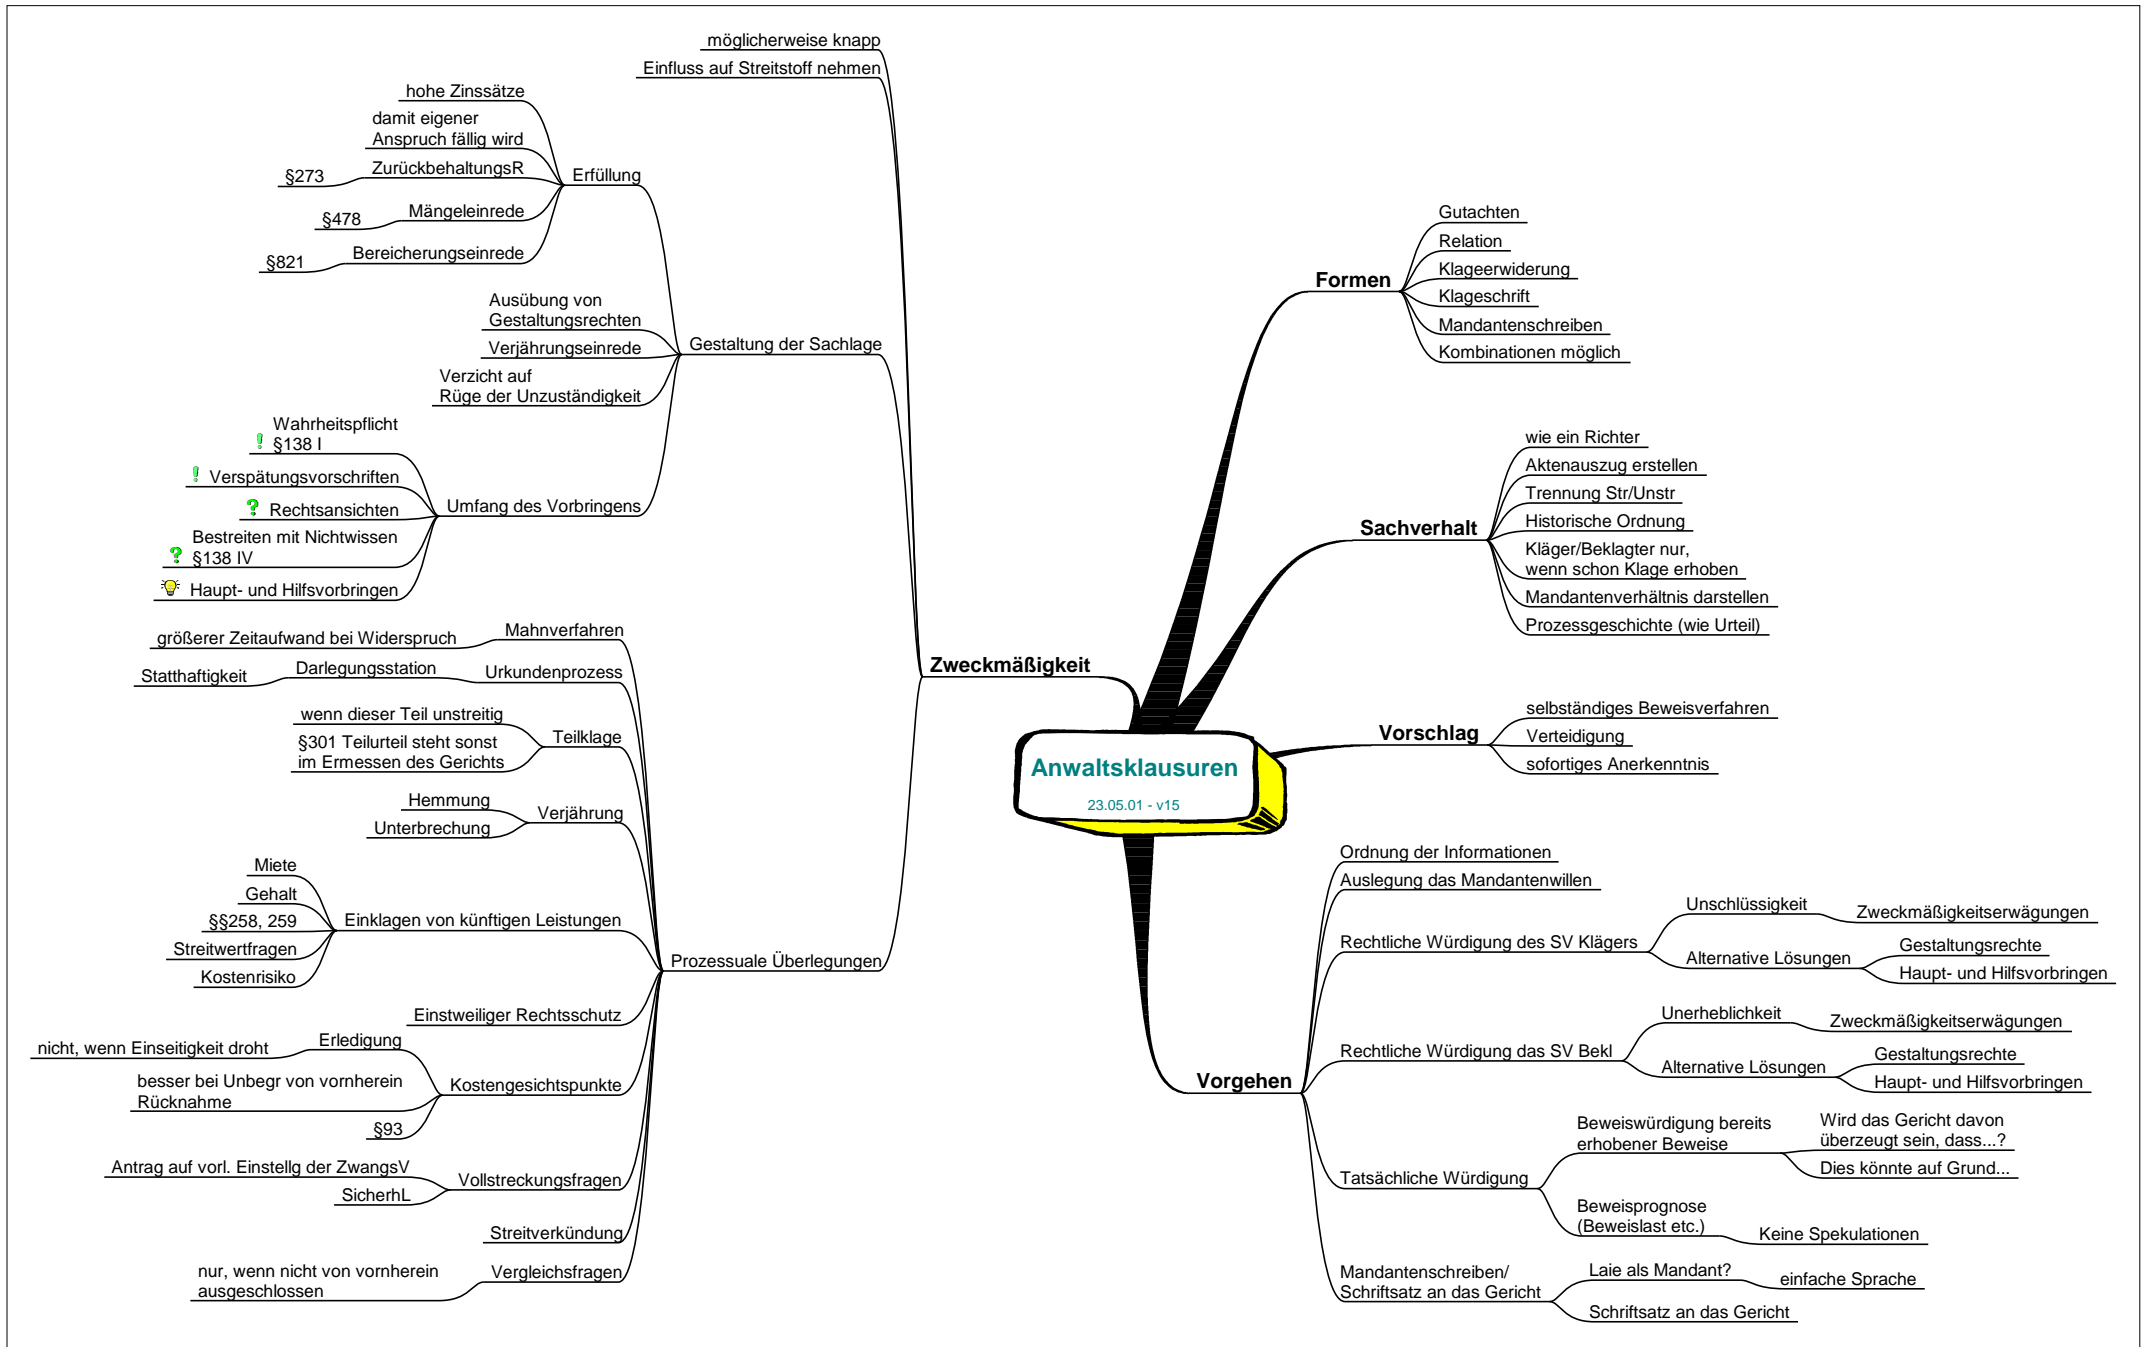 Anwaltsklausuren
23.05.01 - v15
Formen
Gutachten
Relation
Klageerwiderung
Klageschrift
Mandantenschreiben
Kombinationen möglich
Sachverhalt
wie ein Richter
Aktenauszug erstellen
Trennung Str/Unstr
Historische Ordnung
Kläger/Beklagter nur,
wenn schon Klage erhoben
Mandantenverhältnis darstellen
Prozessgeschichte (wie Urteil)
Vorschlag
selbständiges Beweisverfahren
Verteidigung
sofortiges Anerkenntnis
Vorgehen
Ordnung der Informationen
Auslegung das Mandantenwillen
Rechtliche Würdigung des SV Klägers
Unschlüssigkeit
Zweckmäßigkeitserwägungen
Alternative Lösungen
Gestaltungsrechte
Haupt- und Hilfsvorbringen
Rechtliche Würdigung das SV Bekl
Unerheblichkeit
Zweckmäßigkeitserwägungen
Alternative Lösungen
Gestaltungsrechte
Haupt- und Hilfsvorbringen
Tatsächliche Würdigung
Beweiswürdigung bereits
erhobener Beweise
Wird das Gericht davon
überzeugt sein, dass...?
Dies könnte auf Grund...
Beweisprognose
(Beweislast etc.)
Keine Spekulationen
Mandantenschreiben/
Schriftsatz an das Gericht
Laie als Mandant?
einfache Sprache
Schriftsatz an das Gericht
Zweckmäßigkeit
möglicherweise knapp
Einfluss auf Streitstoff nehmen
Gestaltung der Sachlage
Erfüllung
hohe Zinssätze
damit eigener
Anspruch fällig wird
ZurückbehaltungsR
§273
Mängeleinrede
§478
Bereicherungseinrede
§821
Ausübung von
Gestaltungsrechten
Verjährungseinrede
Verzicht auf
Rüge der Unzuständigkeit
Umfang des Vorbringens
Wahrheitspflicht
! §138 I
! Verspätungsvorschriften
? Rechtsansichten
Bestreiten mit Nichtwissen
? §138 IV
Haupt- und Hilfsvorbringen
Prozessuale Überlegungen
Mahnverfahren
größerer Zeitaufwand bei Widerspruch
Urkundenprozess
Darlegungsstation
Statthaftigkeit
Teilklage
wenn dieser Teil unstreitig
§301 Teilurteil steht sonst
im Ermessen des Gerichts
Verjährung
Hemmung
Unterbrechung
Einklagen von künftigen Leistungen
Miete
Gehalt
§§258, 259
Streitwertfragen
Kostenrisiko
Einstweiliger Rechtsschutz
Kostengesichtspunkte
Erledigung
nicht, wenn Einseitigkeit droht
besser bei Unbegr von vornherein
Rücknahme
§93
Vollstreckungsfragen
Antrag auf vorl. Einstellg der ZwangsV
SicherhL
Streitverkündung
Vergleichsfragen
nur, wenn nicht von vornherein
ausgeschlossen